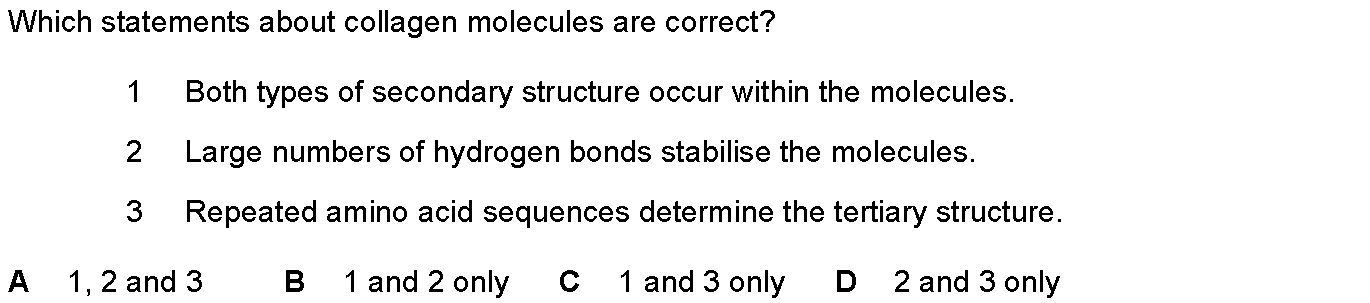 Which statements about collagen molecules are correct?
1 Both types of secondary structure occur within the molecules.
2 Large numbers of hydrogen bonds stabilise the molecules.
3 Repeated amino acid sequences determine the tertiary structure.
A 1, 2 and 3 B 1 and 2 only C 1 and 3 only D 2 and 3 only